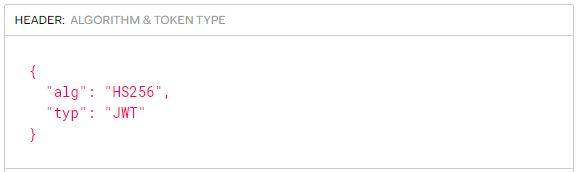 HEADER: ALGORITHM & TOKEN TYPE
{
  "alg": "HS256",
  "typ": "JWT"
}